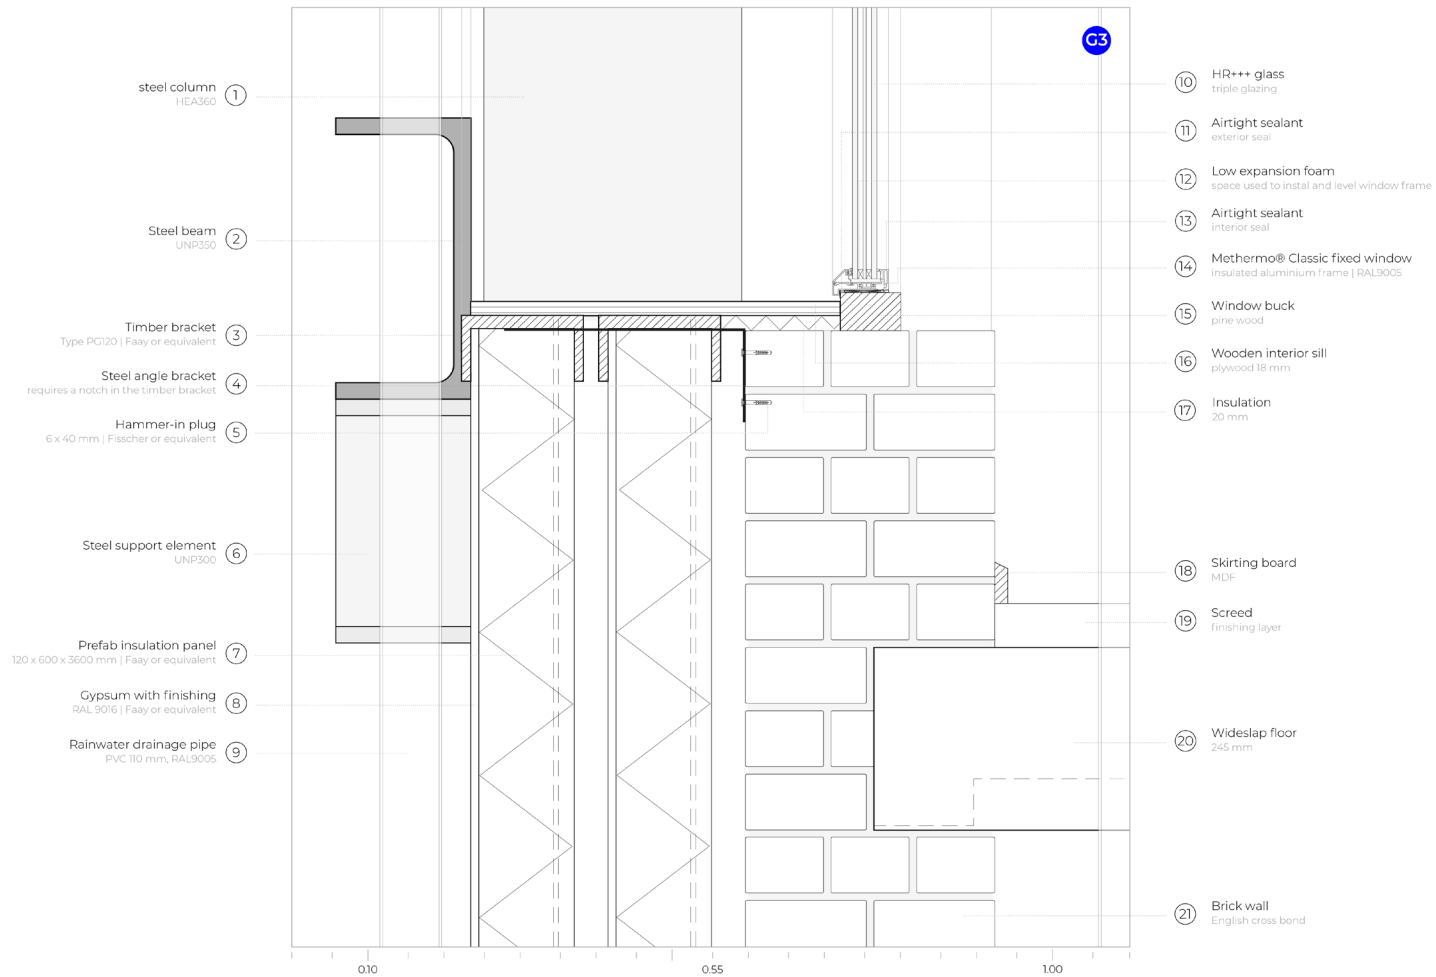 G3
steel column
1
HEA360
Steel beam
2
UNP350
Timber bracket
3
Type PG120 | Faay or equivalent
Steel angle bracket
4
requires a notch in the timber bracket
Hammer-in plug
5
6 x 40 mm | Fisscher or equivalent
Steel support element
6
UNP300
Prefab insulation panel
7
120 x 600 x 3600 mm | Faay or equivalent
Gypsum with finishing
8
RAL 9016 | Faay or equivalent
Rainwater drainage pipe
9
PVC 110 mm, RAL9005
10
HR+++ glass
triple glazing
11
Airtight sealant
exterior seal
12
Low expansion foam
space used to instal and level window frame
13
Airtight sealant
interior seal
14
Methermo® Classic fixed window
insulated aluminium frame | RAL9005
15
Window buck
pine wood
16
Wooden interior sill
plywood 18 mm
17
Insulation
20 mm
18
Skirting board
MDF
19
Screed
finishing layer
20
Wideslap floor
245 mm
21
Brick wall
English cross bond
0.10
0.55
1.00